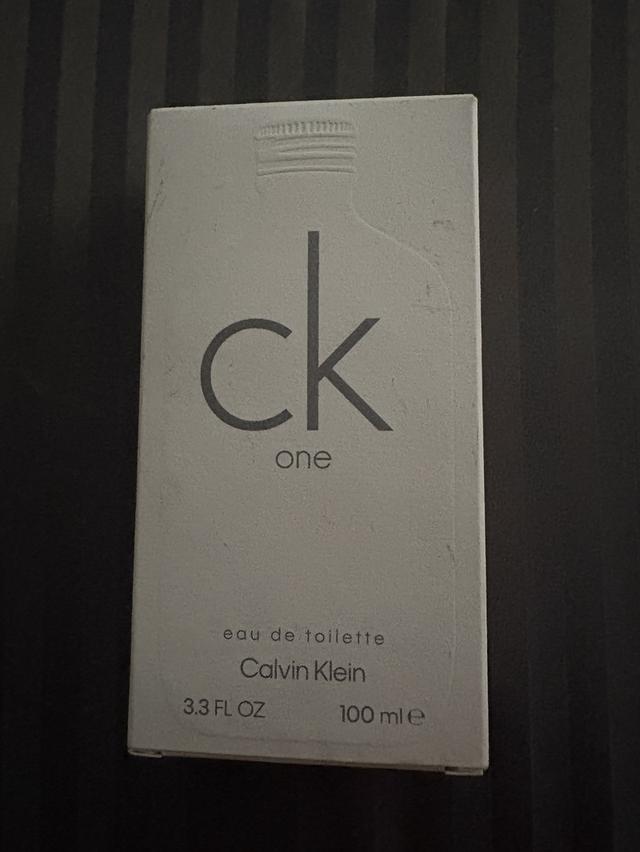 ck
one
eau de toilette
Calvin Klein
3.3 FL OZ 100 ml ℮